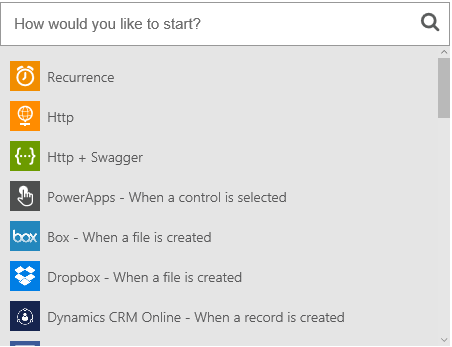 How would you like to start?
Recurrence
Http
Http + Swagger
PowerApps - When a control is selected
box Box - When a file is created
Dropbox - When a file is created
Dynamics CRM Online - When a record is created